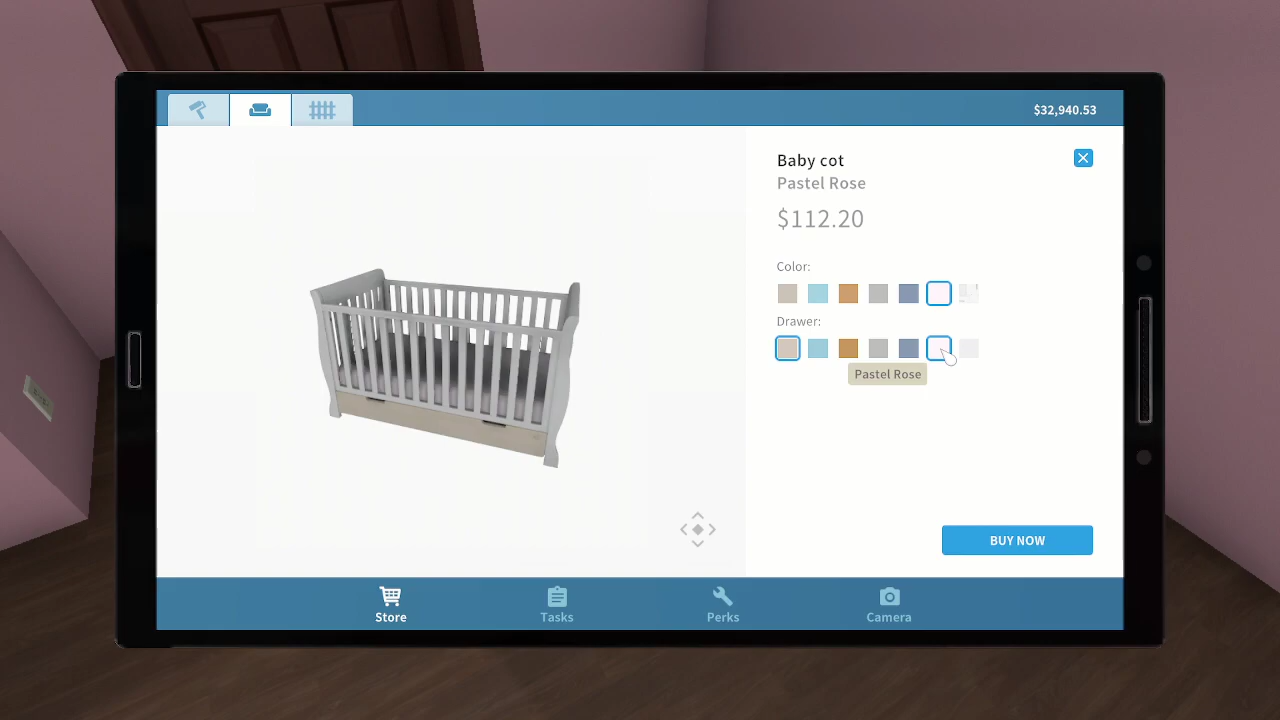 $32,940.53
Baby cot
Pastel Rose
$112.20
Color:
Drawer:
Pastel Rose
BUY NOW
Store
Tasks
Perks
Camera